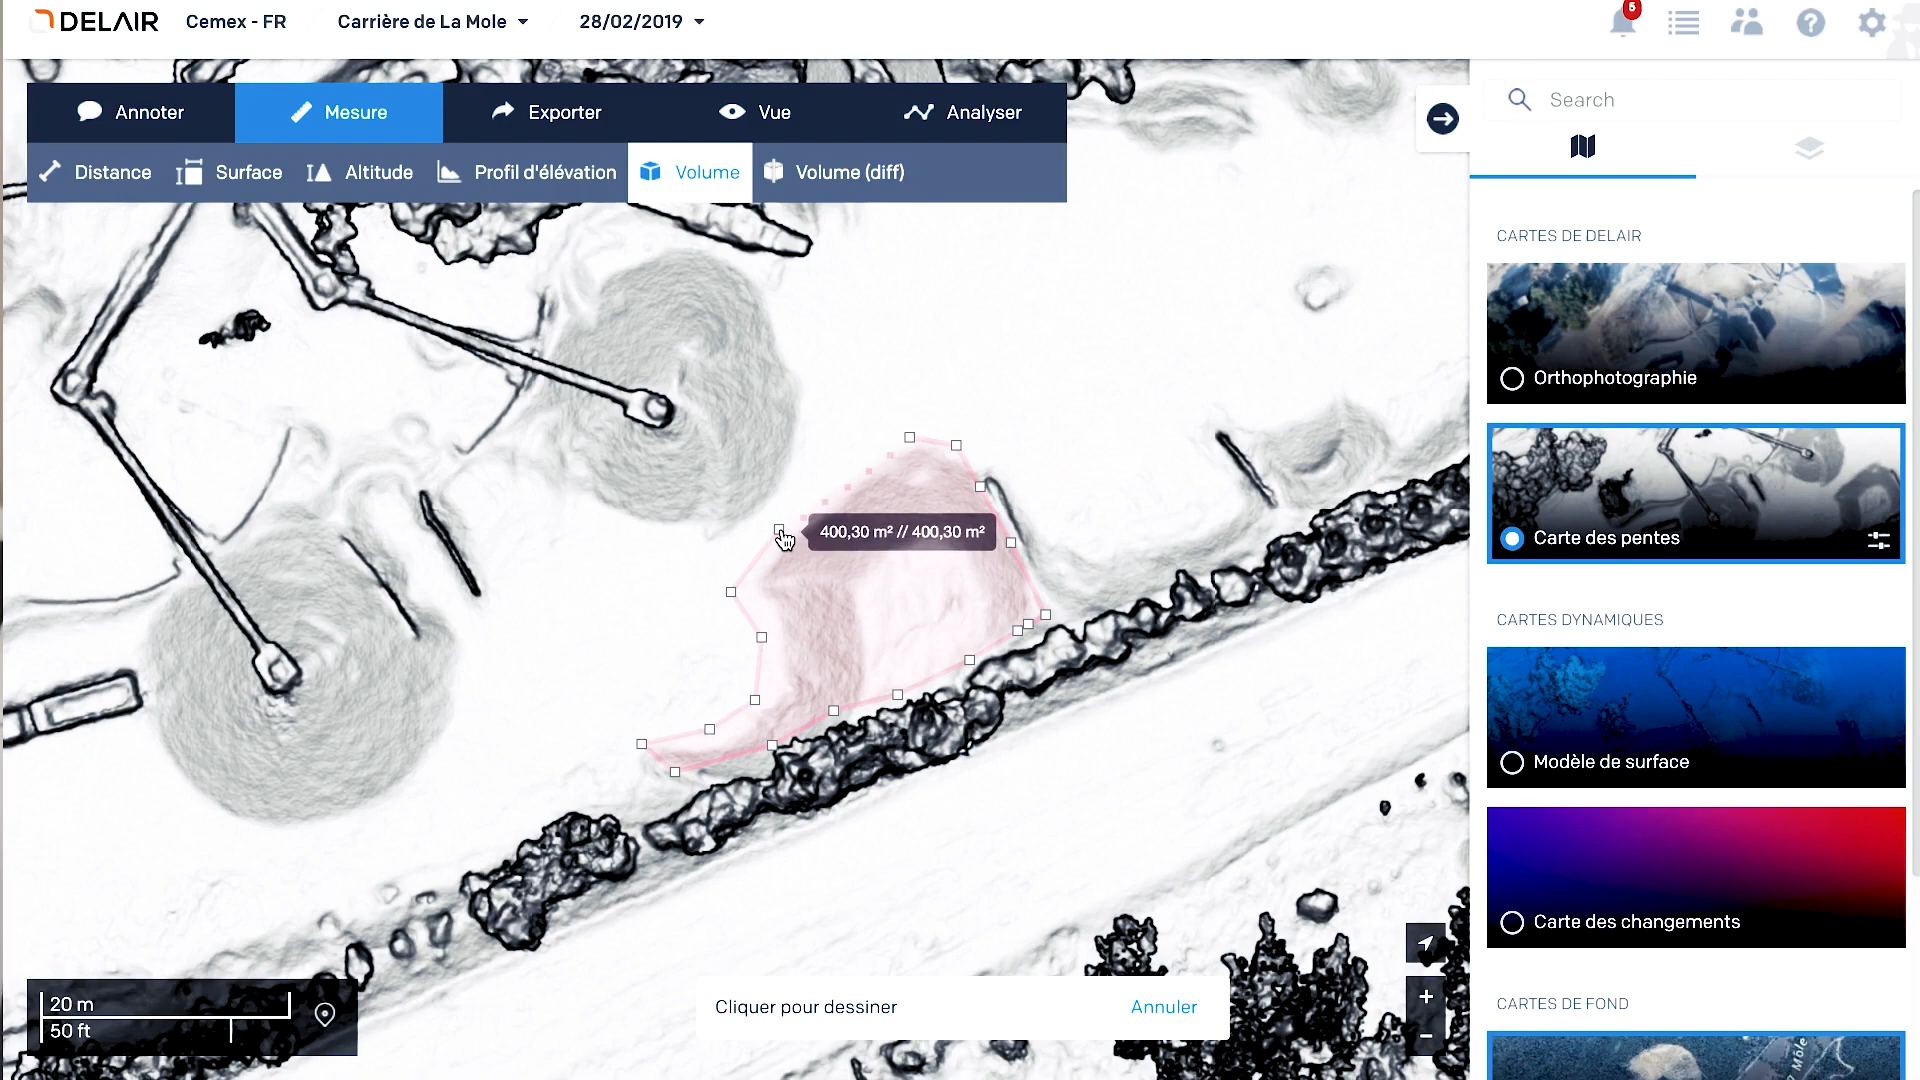 DELAIR
Cemex - FR
Carrière de La Mole
28/02/2019
5
Annoter
Mesure
Exporter
Vue
Analyser
Distance
Surface
Altitude
Profil d'élévation
Volume
Volume (diff)
Search
CARTES DE DELAIR
Orthophotographie
Carte des pentes
400,30 m² // 400,30 m²
CARTES DYNAMIQUES
Modèle de surface
Carte des changements
CARTES DE FOND
Môle
20 m
50 ft
Cliquer pour dessiner
Annuler